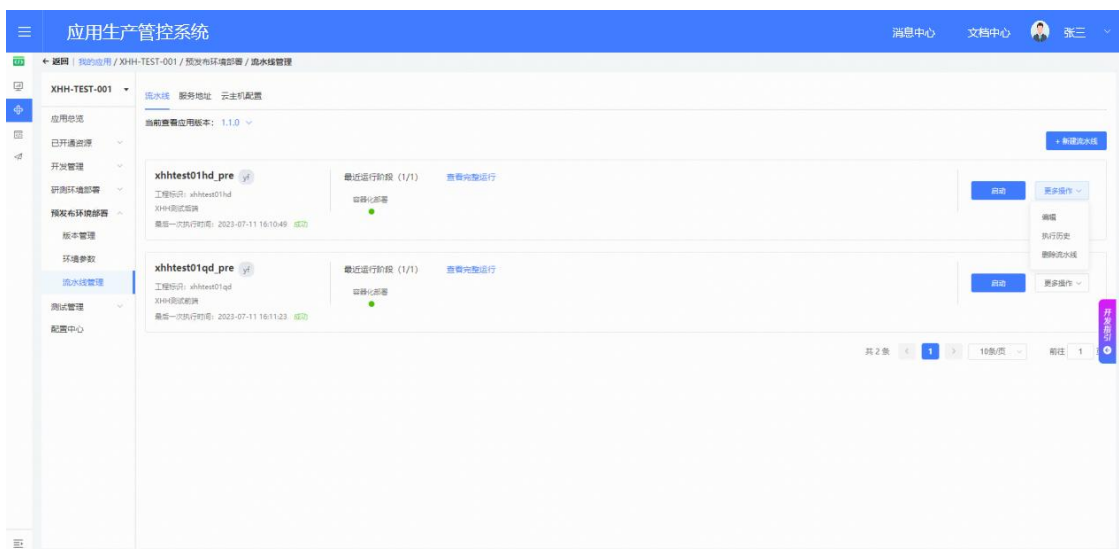 应用生产管控系统
消息中心 文档中心 张三
← 返回 | 我的应用 / XHH-TEST-001 / 预发布环境部署 / 流水线管理
XHH-TEST-001
应用总览
已开通资源
开发管理
研测环境部署
预发布环境部署
版本管理
环境参数
流水线管理
测试管理
配置中心
流水线 服务地址 云主机配置
当前查看应用版本： 1.1.0
+ 新建流水线
xhhtest01hd_pre yf
工程标识：xhhtest01hd
XHH测试后端
最后一次执行时间：2023-07-11 16:10:49 成功
最近运行阶段（1/1） 查看完整运行
容器化部署
启动 更多操作
编辑
执行历史
删除流水线
xhhtest01qd_pre yf
工程标识：xhhtest01qd
XHH测试前端
最后一次执行时间：2023-07-11 16:11:23 成功
最近运行阶段（1/1） 查看完整运行
容器化部署
启动 更多操作
共 2 条 1 10条/页 前往 1
开发指引